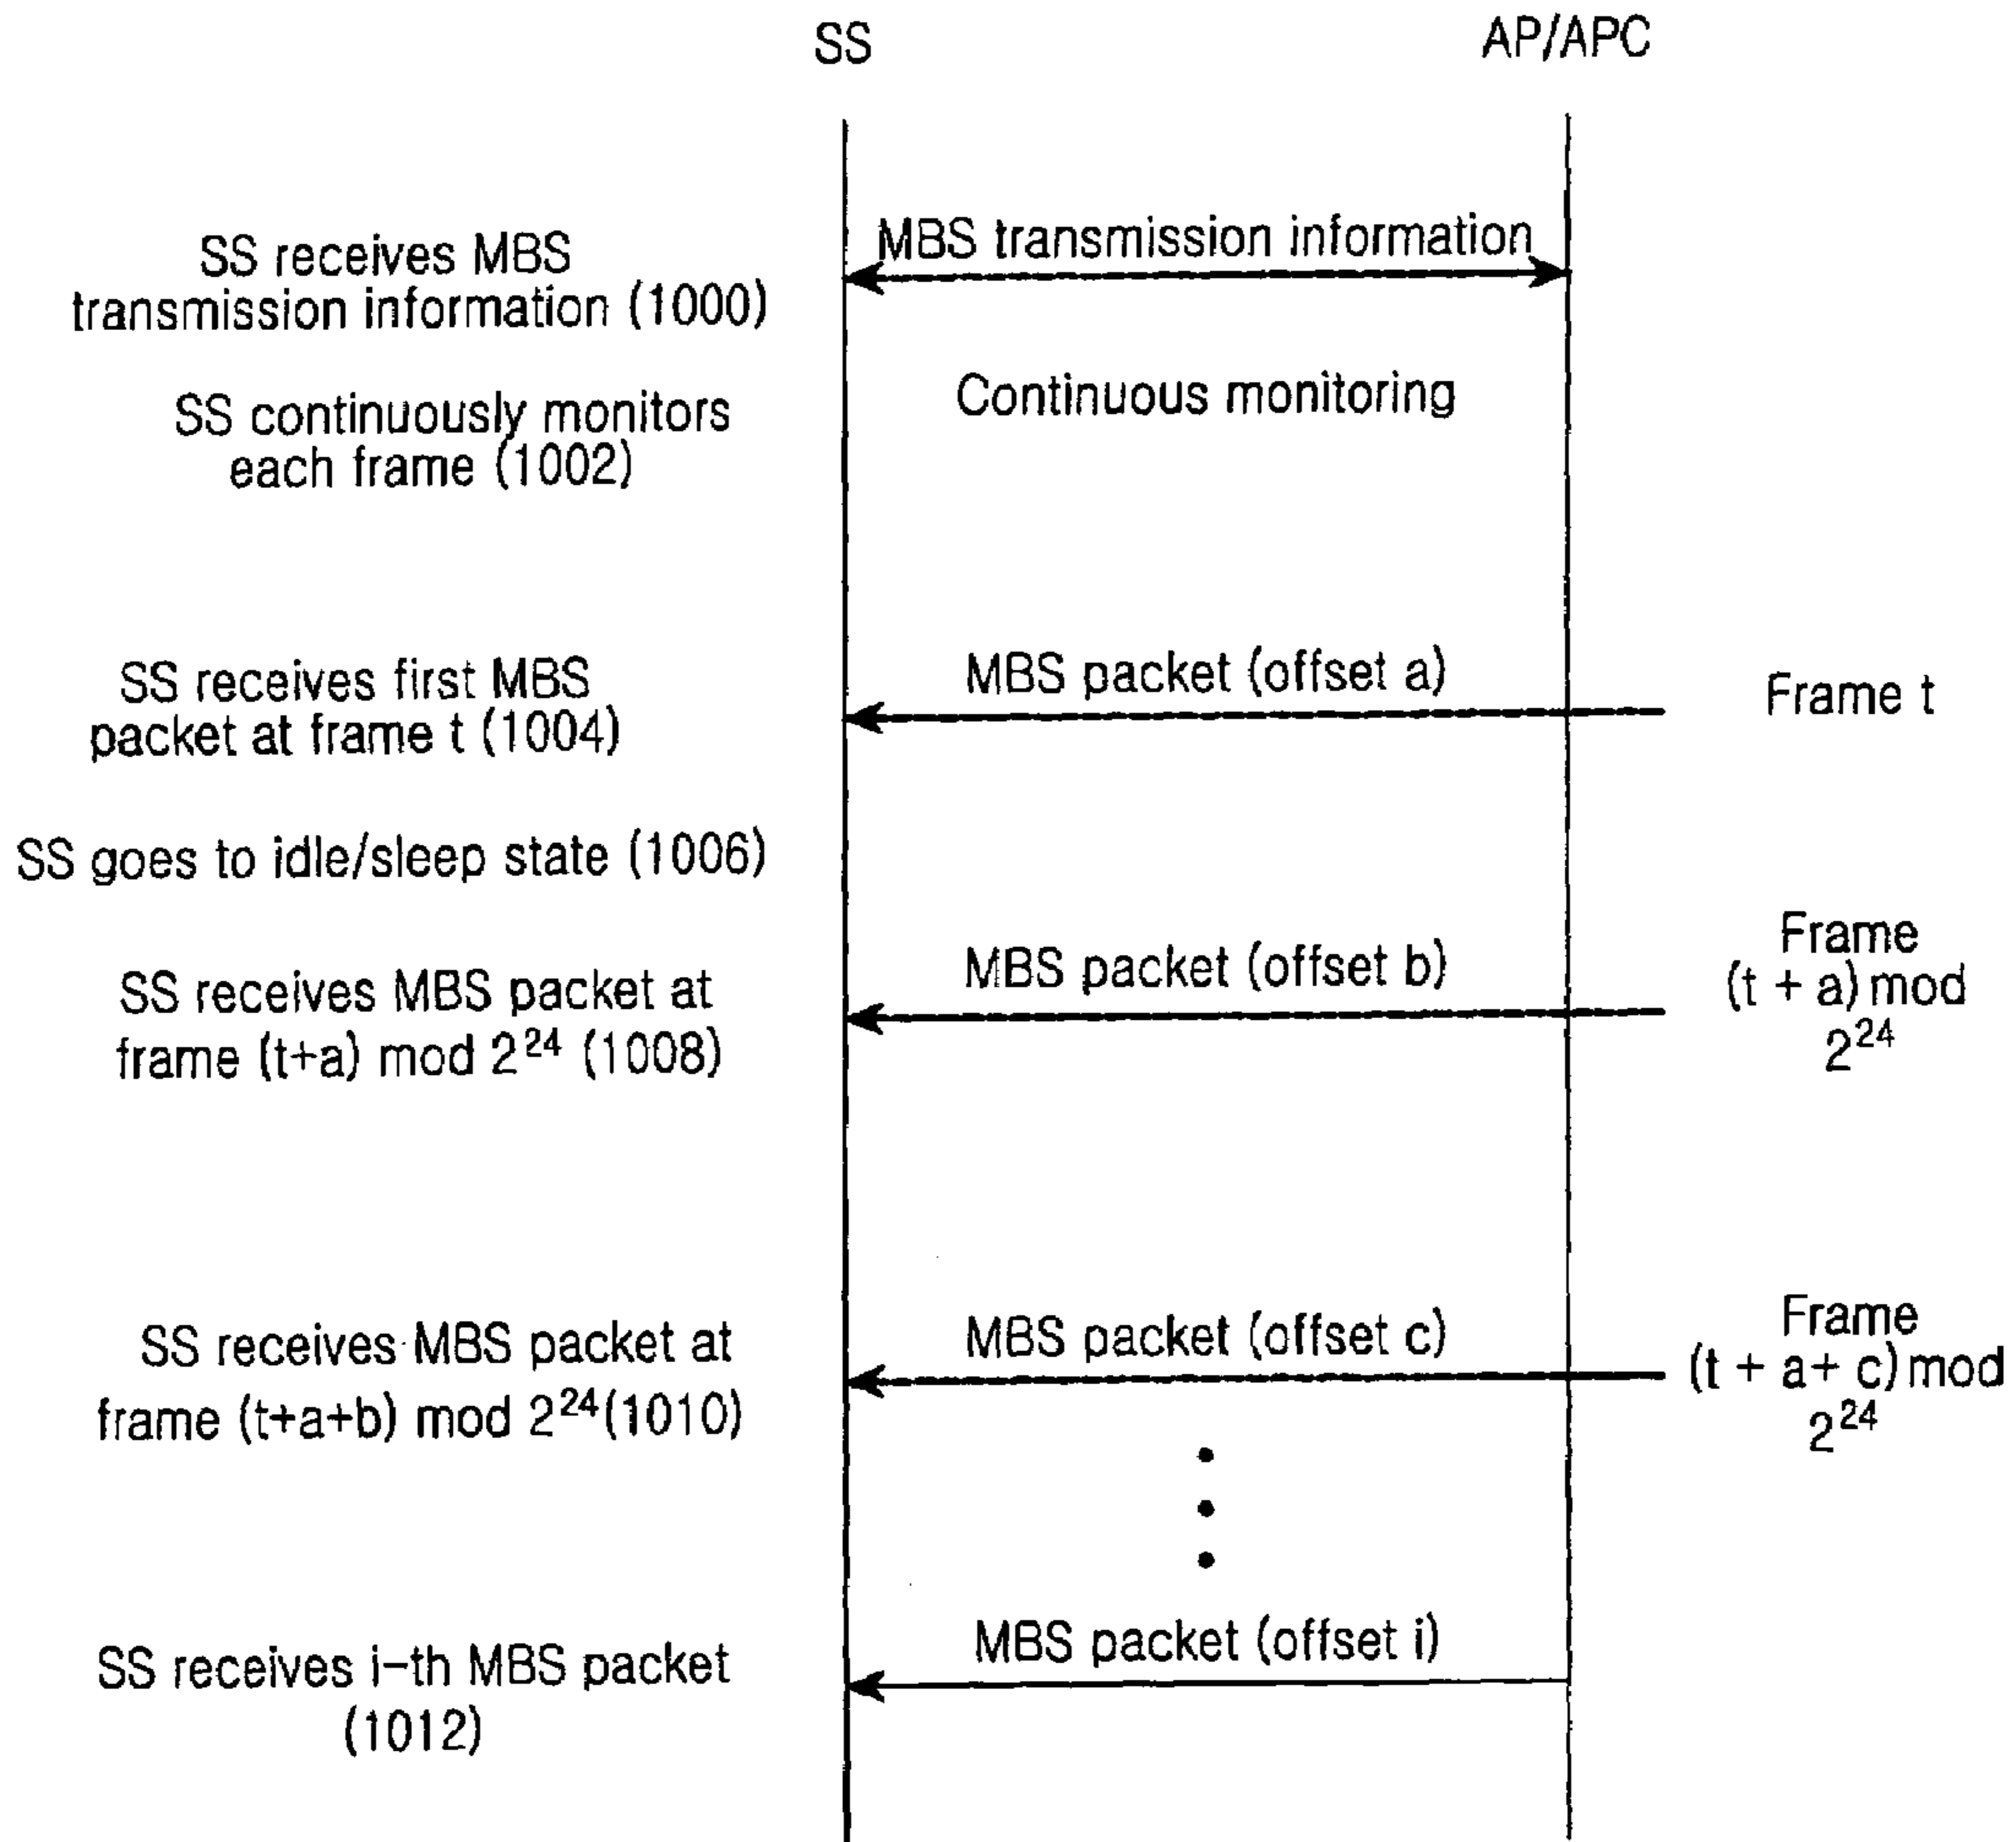 SS
AP/APC
SS receives MBS
transmission information (1000)
MBS transmission information
SS continuously monitors
each frame (1002)
Continuous monitoring
SS receives first MBS
packet at frame t (1004)
MBS packet (offset a)
Frame t
SS goes to idle/sleep state (1006)
SS receives MBS packet at
frame (t+a) mod 2²⁴ (1008)
MBS packet (offset b)
Frame
(t + a) mod
2²⁴
SS receives MBS packet at
frame (t+a+b) mod 2²⁴(1010)
MBS packet (offset c)
Frame
(t + a+ c) mod
2²⁴
SS receives i-th MBS packet
(1012)
MBS packet (offset i)